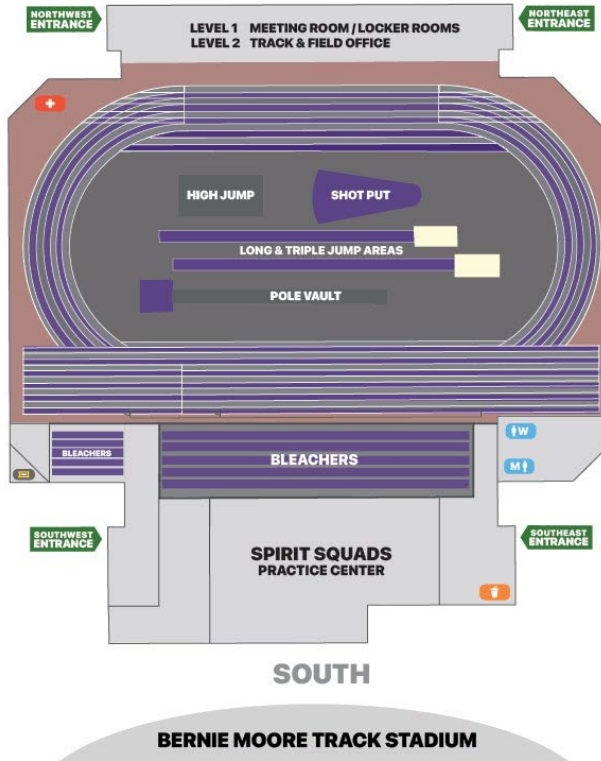 NORTHWEST
ENTRANCE
NORTHEAST
ENTRANCE
LEVEL 1 MEETING ROOM / LOCKER ROOMS
LEVEL 2 TRACK & FIELD OFFICE
HIGH JUMP
SHOT PUT
LONG & TRIPLE JUMP AREAS
POLE VAULT
W
BLEACHERS
BLEACHERS
M
SOUTHWEST
ENTRANCE
SOUTHEAST
ENTRANCE
SPIRIT SQUADS
PRACTICE CENTER
SOUTH
BERNIE MOORE TRACK STADIUM